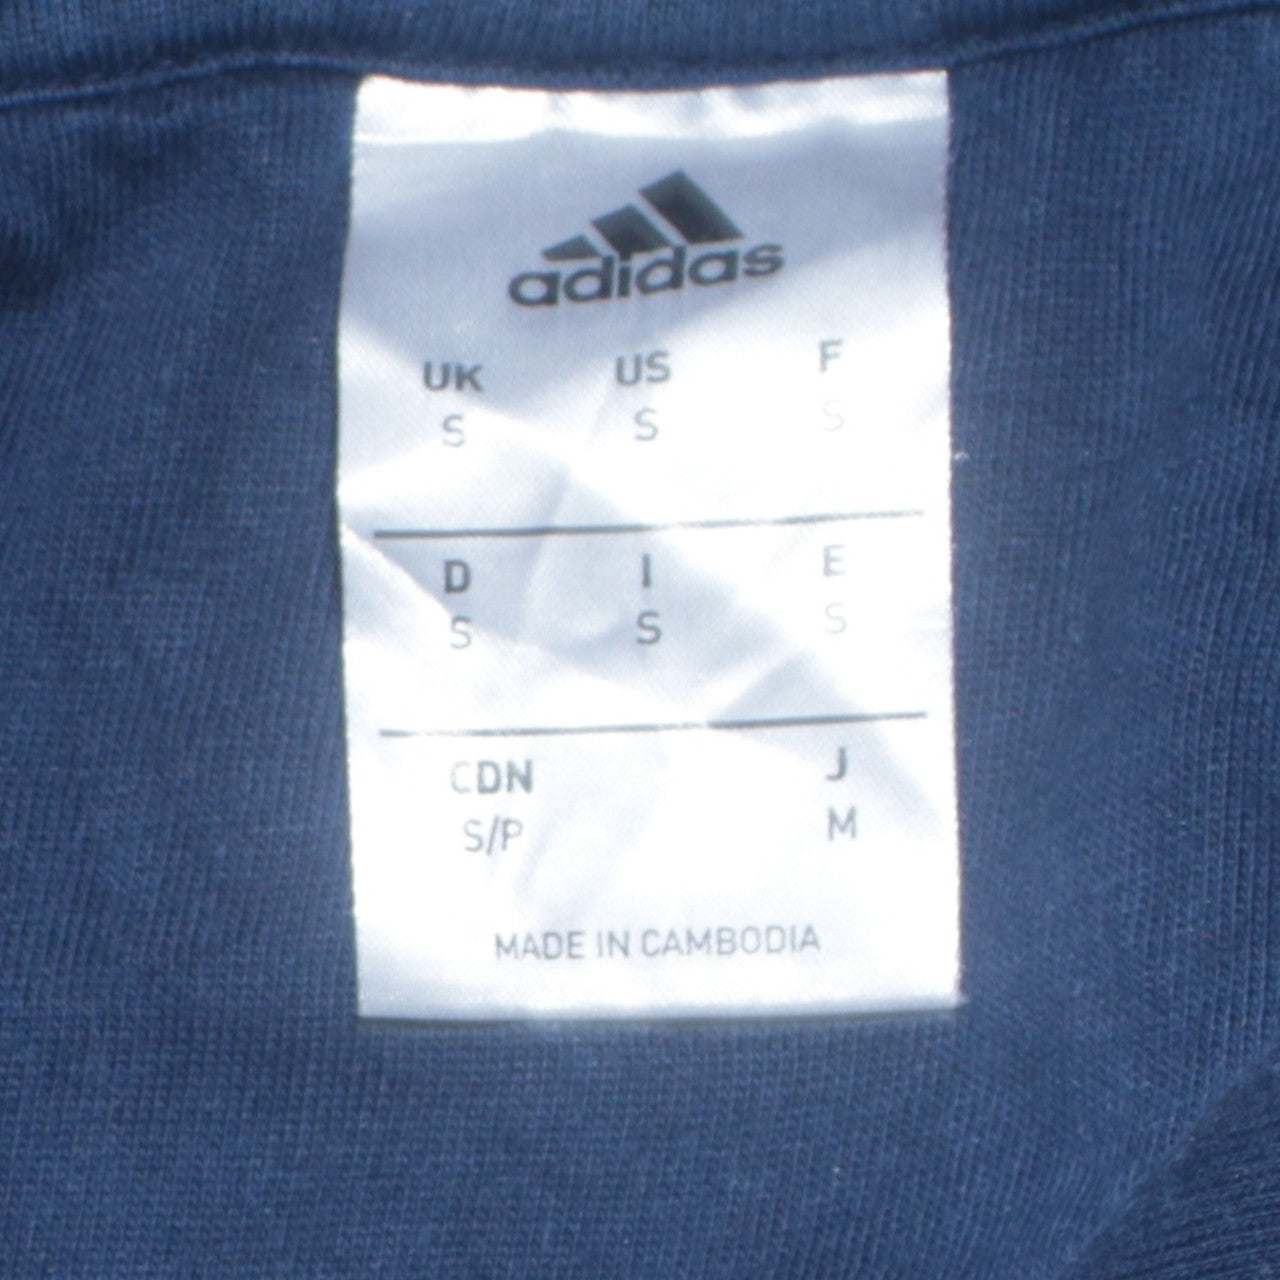 adidas
UK US F
S S S
D I E
S S S
CDN J
S/P M
MADE IN CAMBODIA